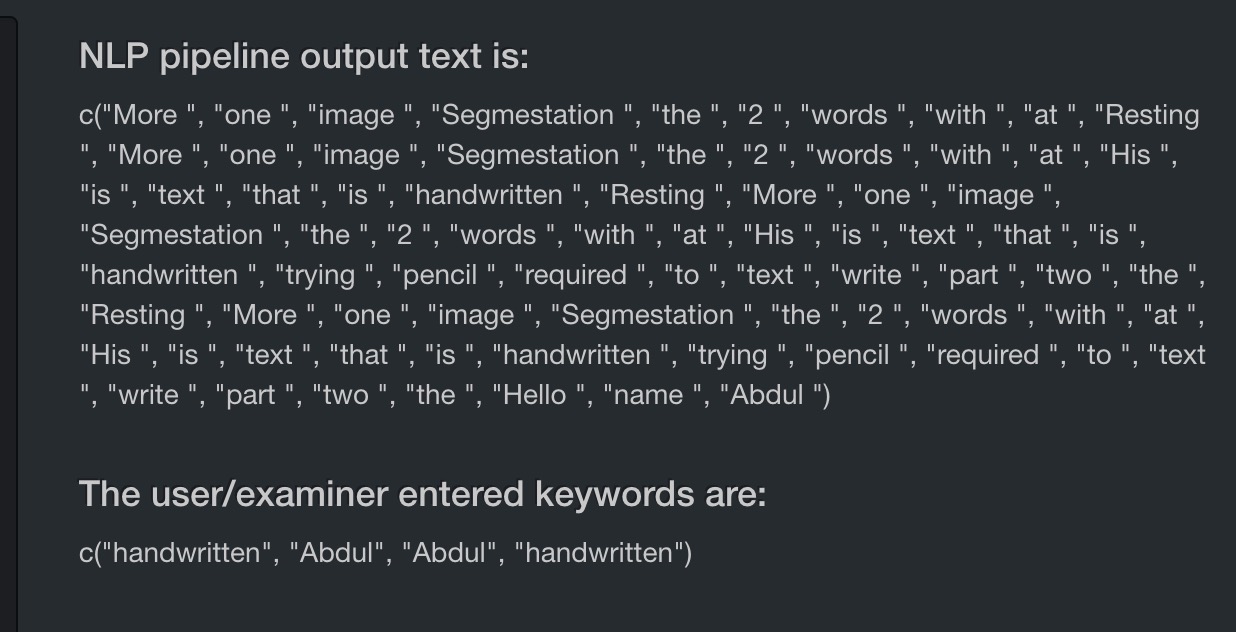 NLP pipeline output text is:
c("More ", "one ", "image ", "Segmestation ", "the ", "2 ", "words ", "with ", "at ", "Resting
", "More ", "one ", "image ", "Segmestation ", "the ", "2 ", "words ", "with ", "at ", "His ",
"is ", "text ", "that ", "is ", "handwritten ", "Resting ", "More ", "one ", "image ",
"Segmestation ", "the ", "2 ", "words ", "with ", "at ", "His ", "is ", "text ", "that ", "is ",
"handwritten ", "trying ", "pencil ", "required ", "to ", "text ", "write ", "part ", "two ", "the ",
"Resting ", "More ", "one ", "image ", "Segmestation ", "the ", "2 ", "words ", "with ", "at ",
"His ", "is ", "text ", "that ", "is ", "handwritten ", "trying ", "pencil ", "required ", "to ", "text
", "write ", "part ", "two ", "the ", "Hello ", "name ", "Abdul ")
The user/examiner entered keywords are:
c("handwritten", "Abdul", "Abdul", "handwritten")